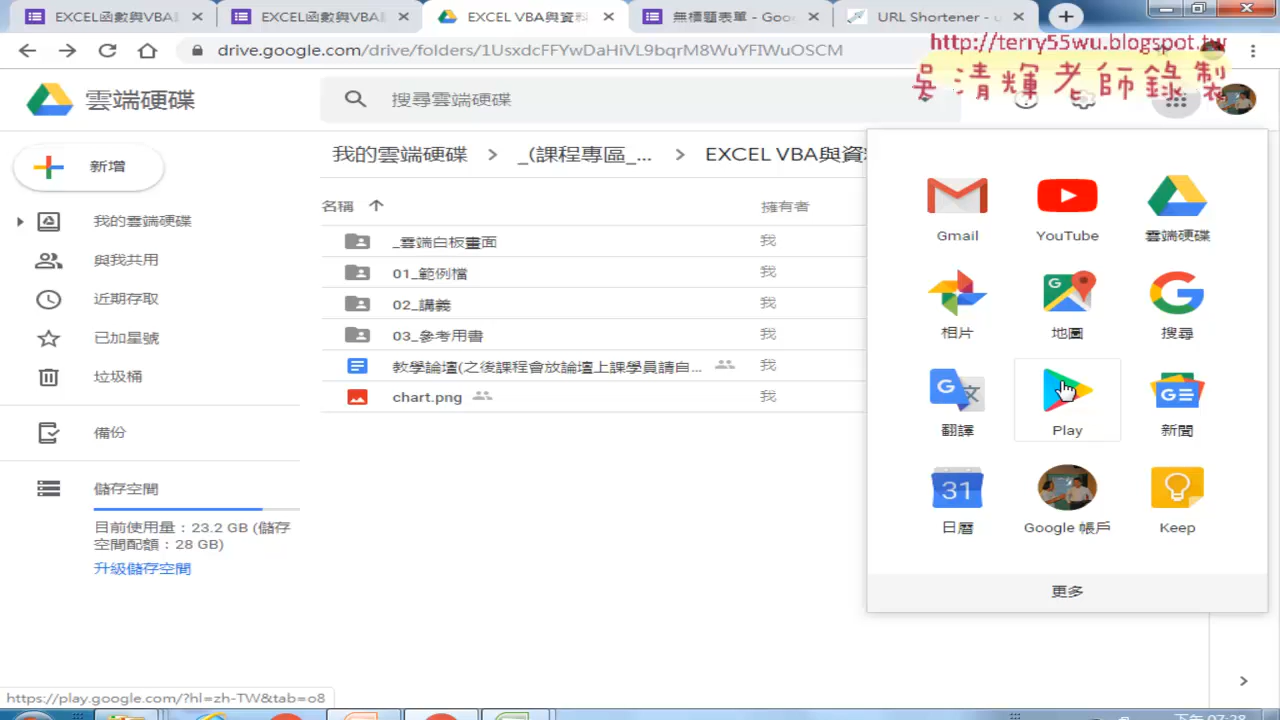 EXCEL函數與VBA
EXCEL函數與VBA
EXCEL VBA與資
無標題表單 - Goo
URL Shortener - u
drive.google.com/drive/folders/1UsxdcFFYwDaHiVL9bqrM8WuYFIWuOSCM
http://terry55wu.blogspot.tw
吳清輝老師錄製
雲端硬碟
搜尋雲端硬碟
新增
我的雲端硬碟
與我共用
近期存取
已加星號
垃圾桶
備份
儲存空間
目前使用量：23.2 GB (儲存
空間配額：28 GB)
升級儲存空間
我的雲端硬碟 > _(課程專區_... > EXCEL VBA與資
名稱
擁有者
_雲端白板畫面 我
01_範例檔 我
02_講義 我
03_參考用書 我
教學論壇(之後課程會放論壇上課學員請自... 我
chart.png 我
Gmail
YouTube
雲端硬碟
相片
地圖
搜尋
翻譯
Play
新聞
31
日曆
Google 帳戶
Keep
更多
https://play.google.com/?hl=zh-TW&tab=o8
下午 07:28